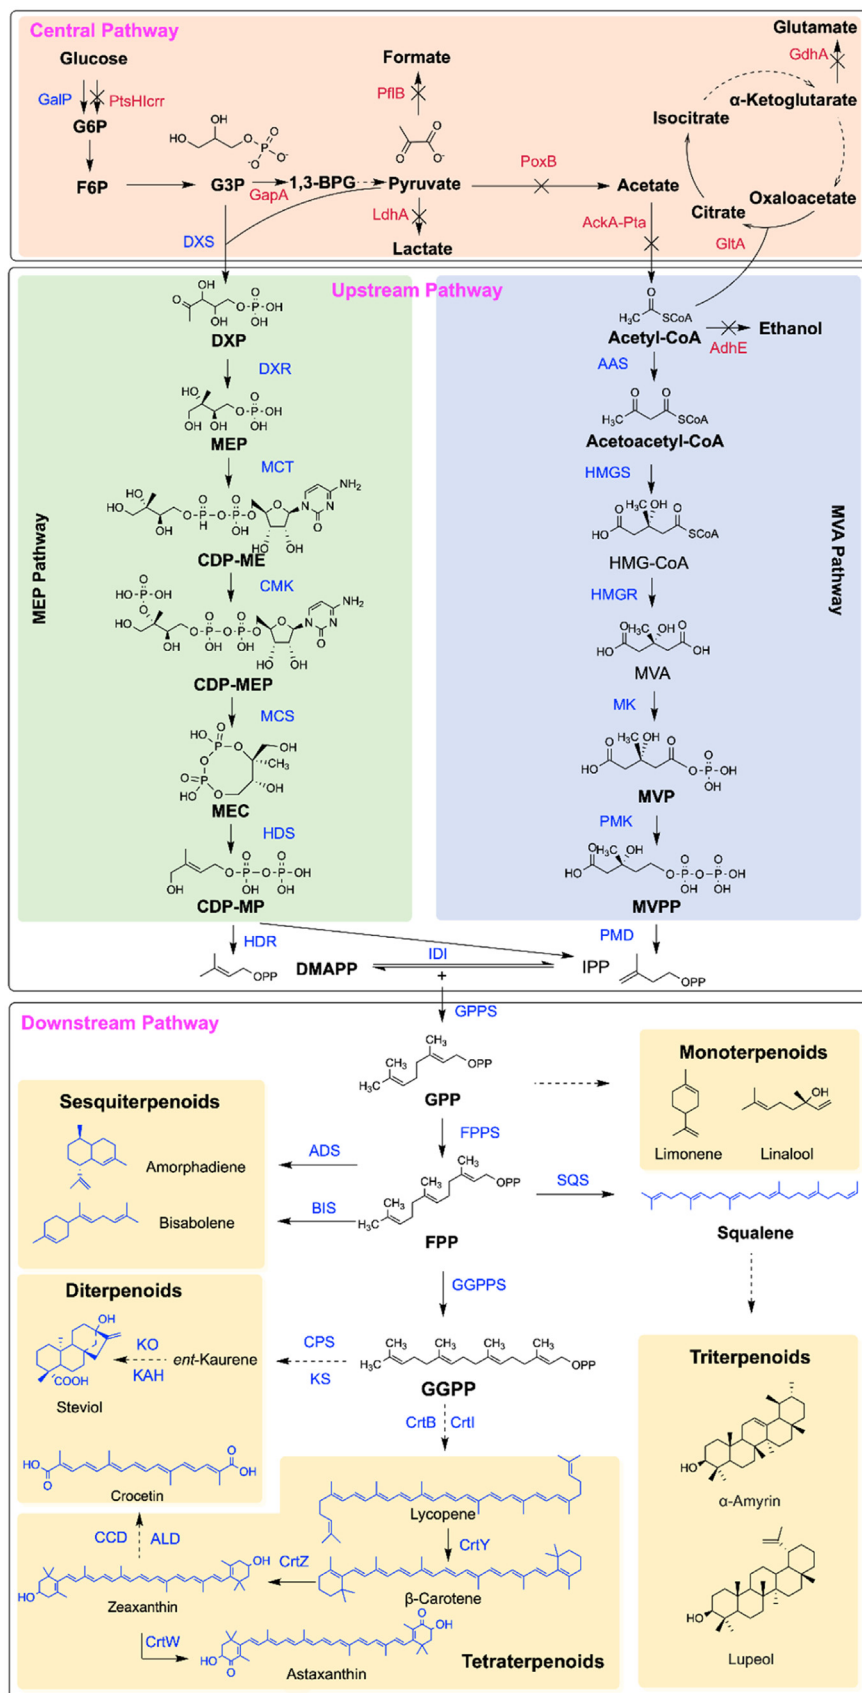 Central Pathway
Glutamate
Glucose
Formate
GdhA
GalP
PtsHIcrr
PflB
α-Ketoglutarate
G6P
Isocitrate
PoxB
F6P
G3P
1,3-BPG
Pyruvate
Acetate
Oxaloacetate
GapA
LdhA
Citrate
DXS
Lactate
AckA-Pta
GltA
Upstream Pathway
DXP
Acetyl-CoA
Ethanol
AdhE
DXR
AAS
MEP
Acetoacetyl-CoA
MCT
HMGS
CDP-ME
HMG-CoA
MEP Pathway
MVA Pathway
CMK
HMGR
CDP-MEP
MVA
MCS
MK
MEC
MVP
HDS
PMK
CDP-MP
MVPP
HDR
PMD
DMAPP
IDI
IPP
+
Downstream Pathway
GPPS
Monoterpenoids
Sesquiterpenoids
GPP
Limonene
Linalool
FPPS
Amorphadiene
ADS
SQS
Bisabolene
BIS
FPP
Squalene
GGPPS
Diterpenoids
KO
CPS
ent-Kaurene
KAH
KS
GGPP
Triterpenoids
Steviol
CrtB
CrtI
Crocetin
Lycopene
α-Amyrin
CCD
ALD
CrtY
CrtZ
Zeaxanthin
β-Carotene
CrtW
Astaxanthin
Tetraterpenoids
Lupeol